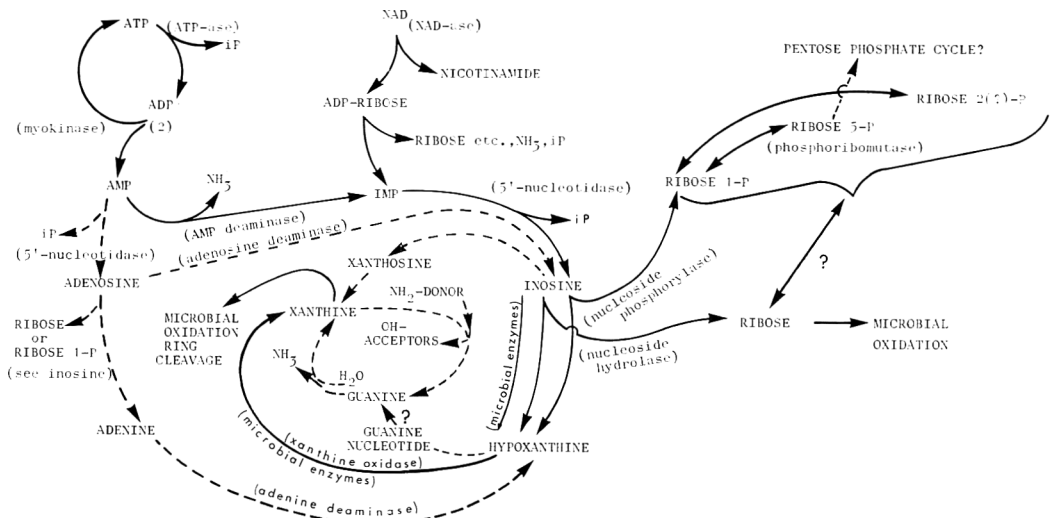 ATP
(ATP-ase)
iP
ADP
(2)
(myokinase)
AMP
NH3
(AMP deaminase)
(adenosine deaminase)
iP
(5'-nucleotidase)
ADENOSINE
RIBOSE
or
RIBOSE 1-P
(see inosine)
ADENINE
(adenine deaminase)
NAD
(NAD-ase)
NICOTINAMIDE
ADP-RIBOSE
RIBOSE etc.,NH3,iP
IMP
(5'-nucleotidase)
iP
XANTHOSINE
INOSINE
NH2-DONOR
XANTHINE
OH-
ACCEPTORS
MICROBIAL
OXIDATION
RING
CLEAVAGE
NH3
H2O
GUANINE
?
GUANINE
NUCLEOTIDE
HYPOXANTHINE
(microbial enzymes)
(xanthine oxidase)
(microbial enzymes)
(nucleoside
phosphorylase)
(nucleoside
hydrolase)
PENTOSE PHOSPHATE CYCLE?
RIBOSE 5-P
(phosphoribomutase)
RIBOSE 1-P
?
RIBOSE
MICROBIAL
OXIDATION